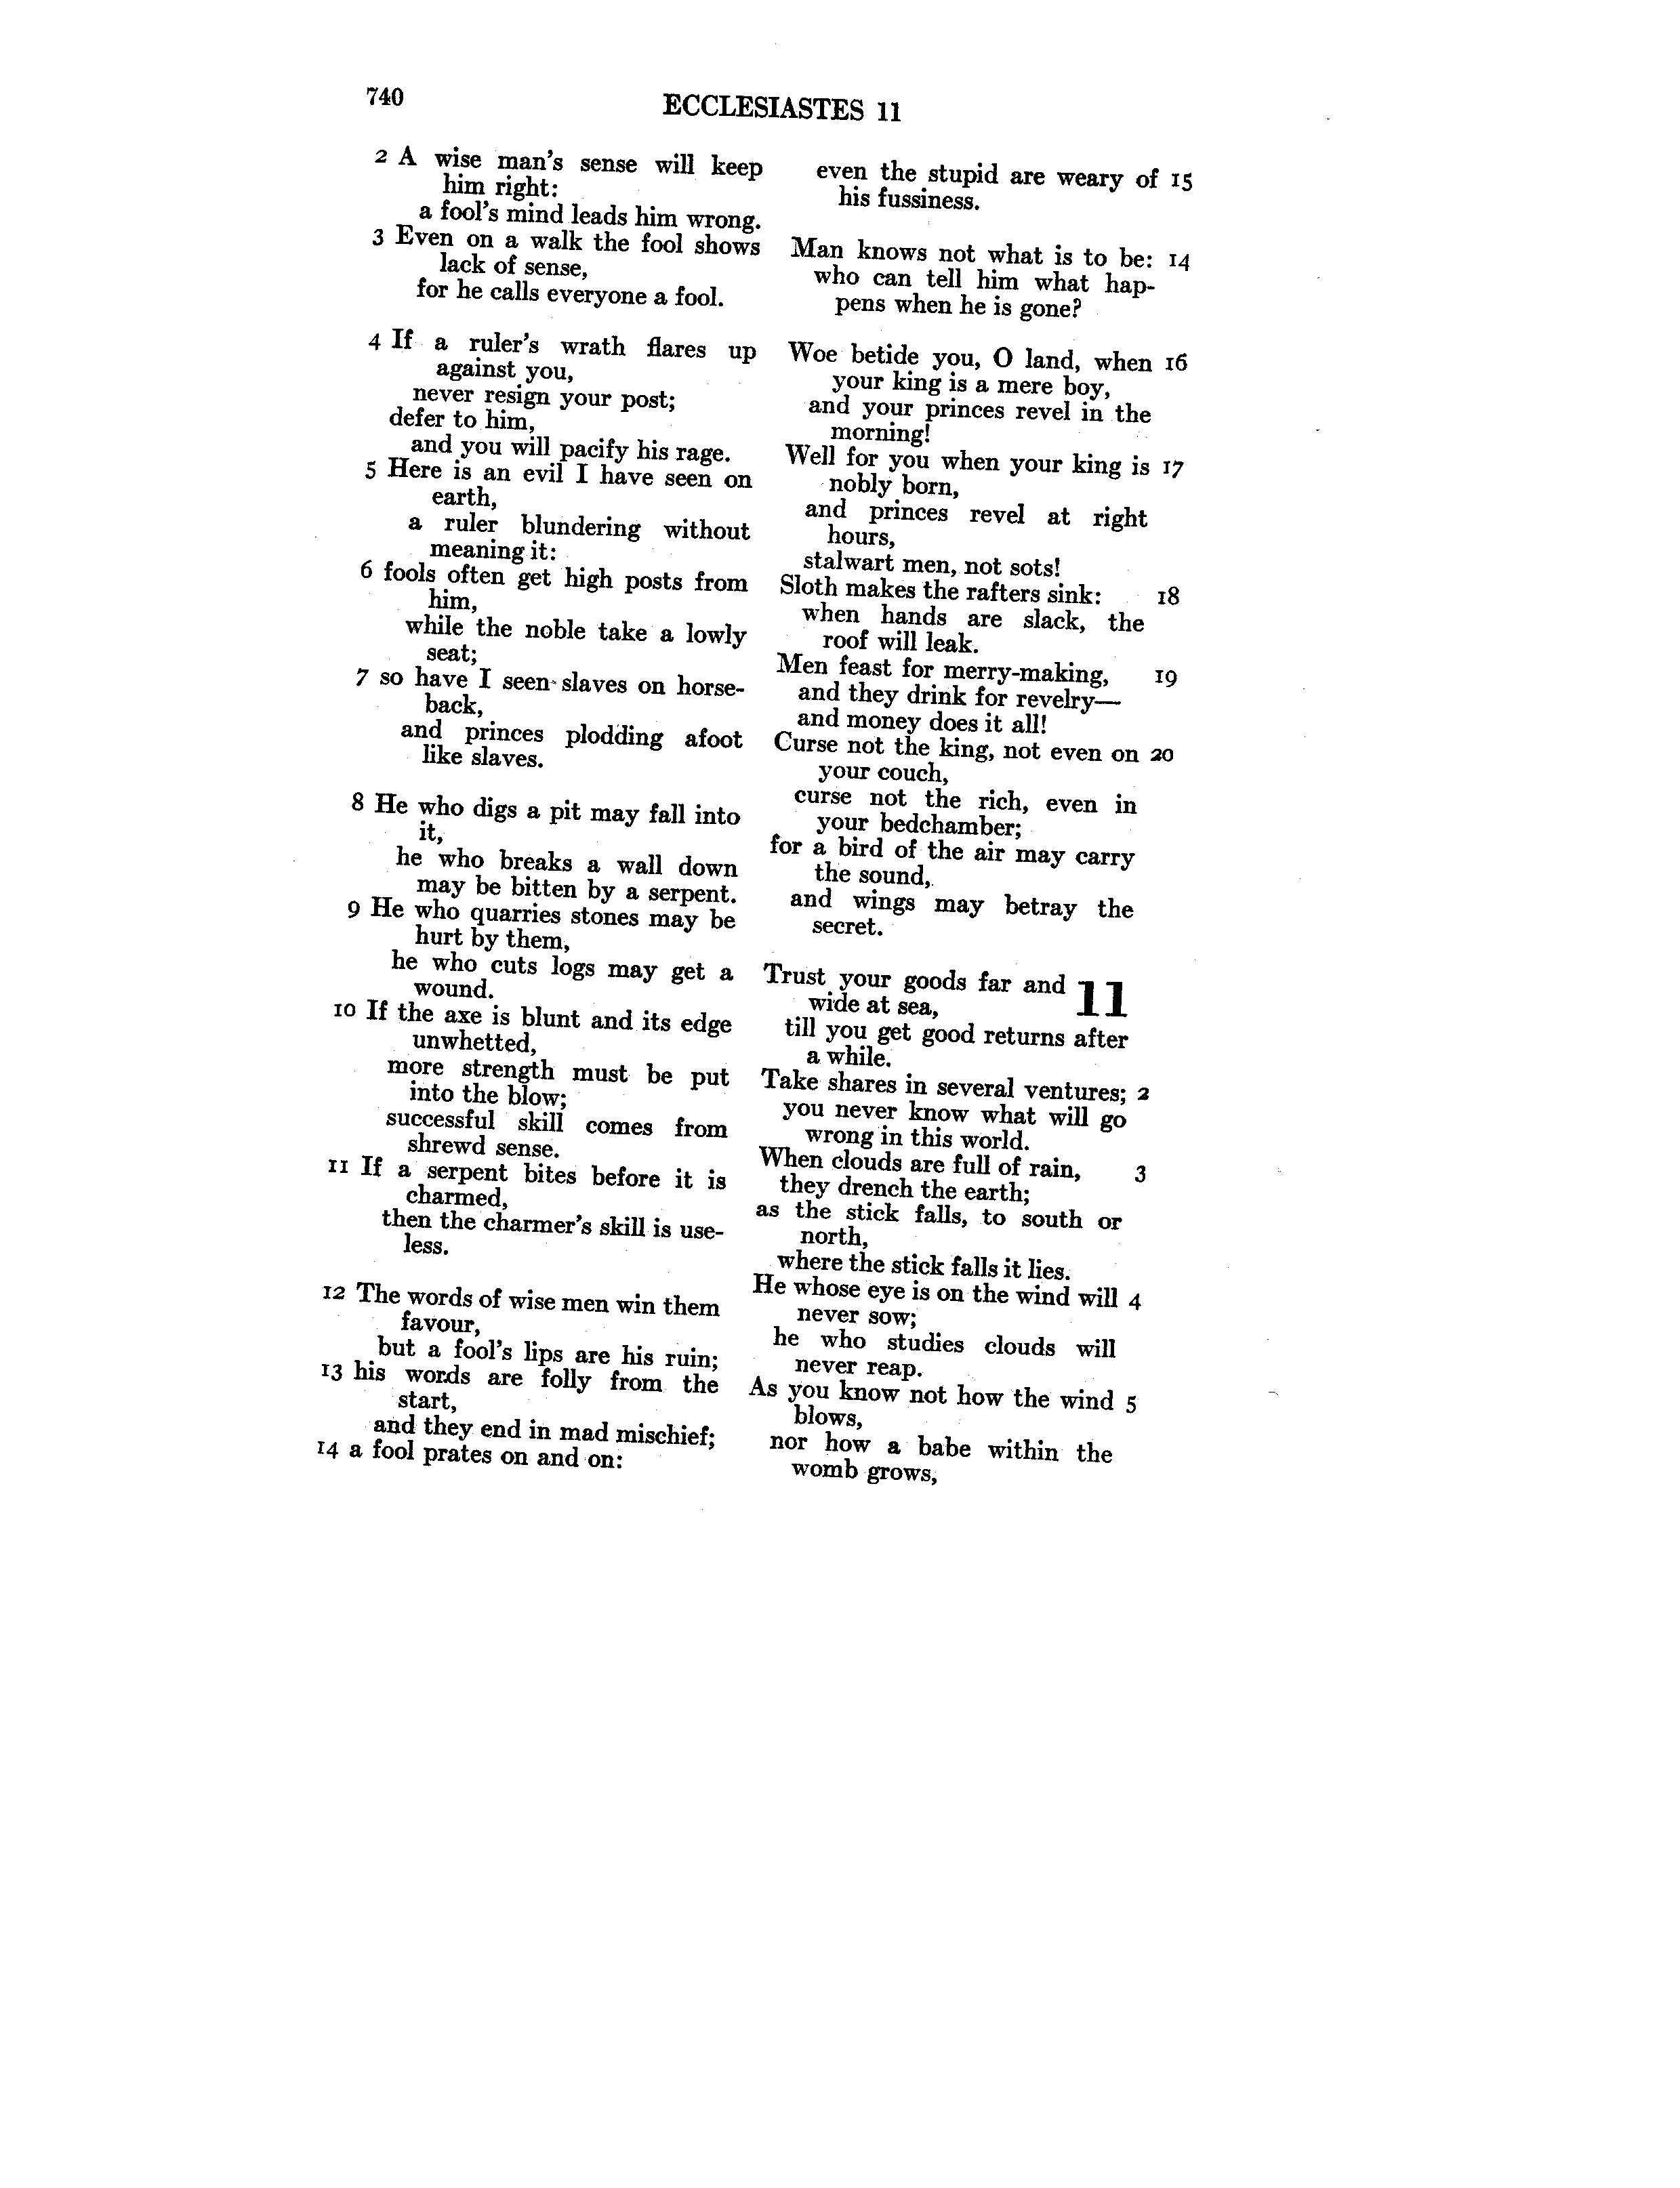 740
ECCLESIASTES 11
2 A wise man's sense will keep
him right:
a fool's mind leads him wrong.
3 Even on a walk the fool shows
lack of sense,
for he calls everyone a fool.
4 If a ruler's wrath flares up
against you,
never resign your post;
defer to him,
and you will pacify his rage.
5 Here is an evil I have seen on
earth,
a ruler blundering without
meaning it:
6 fools often get high posts from
him,
while the noble take a lowly
seat;
7 so have I seen slaves on horse-
back,
and princes plodding afoot
like slaves.
8 He who digs a pit may fall into
it,
he who breaks a wall down
may be bitten by a serpent.
9 He who quarries stones may be
hurt by them,
he who cuts logs may get a
wound.
10 If the axe is blunt and its edge
unwhetted,
more strength must be put
into the blow;
successful skill comes from
shrewd sense.
11 If a serpent bites before it is
charmed,
then the charmer's skill is use-
less.
12 The words of wise men win them
favour,
but a fool's lips are his ruin;
13 his words are folly from the
start,
and they end in mad mischief;
14 a fool prates on and on:
even the stupid are weary of 15
his fussiness.
Man knows not what is to be: 14
who can tell him what hap-
pens when he is gone?
Woe betide you, O land, when 16
your king is a mere boy,
and your princes revel in the
morning!
Well for you when your king is 17
nobly born,
and princes revel at right
hours,
stalwart men, not sots!
Sloth makes the rafters sink: 18
when hands are slack, the
roof will leak.
Men feast for merry-making, 19
and they drink for revelry—
and money does it all!
Curse not the king, not even on 20
your couch,
curse not the rich, even in
your bedchamber;
for a bird of the air may carry
the sound,
and wings may betray the
secret.
Trust your goods far and 11
wide at sea,
till you get good returns after
a while.
Take shares in several ventures; 2
you never know what will go
wrong in this world.
When clouds are full of rain, 3
they drench the earth;
as the stick falls, to south or
north,
where the stick falls it lies.
He whose eye is on the wind will 4
never sow;
he who studies clouds will
never reap.
As you know not how the wind 5
blows,
nor how a babe within the
womb grows,